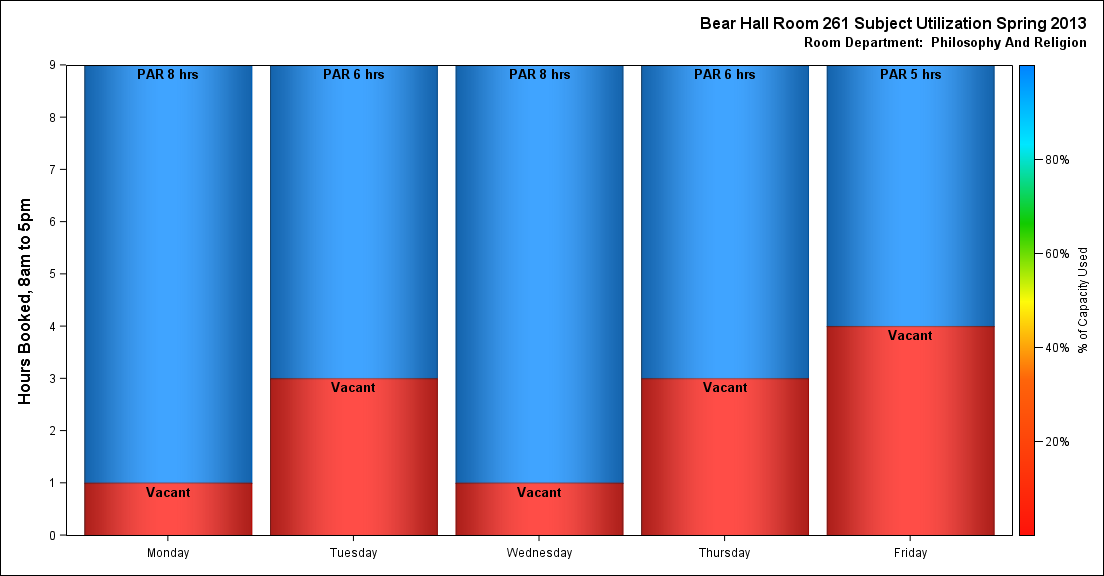 Bear Hall Room 261 Subject Utilization Spring 2013
Room Department:  Philosophy And Religion
Hours Booked, 8am to 5pm
9
8
7
6
5
4
3
2
1
0
PAR 8 hrs
PAR 6 hrs
PAR 8 hrs
PAR 6 hrs
PAR 5 hrs
Vacant
Vacant
Vacant
Vacant
Vacant
Monday
Tuesday
Wednesday
Thursday
Friday
80%
60%
40%
20%
% of Capacity Used